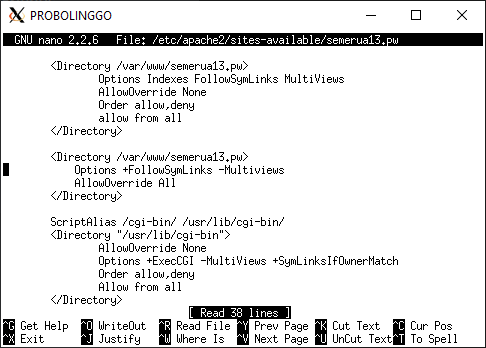 PROBOLINGGO
GNU nano 2.2.6 File: /etc/apache2/sites-available/semerua13.pw
<Directory /var/www/semerua13.pw>
Options Indexes FollowSymLinks MultiViews
AllowOverride None
Order allow,deny
allow from all
</Directory>
<Directory /var/www/semerua13.pw>
Options +FollowSymLinks -Multiviews
AllowOverride All
</Directory>
ScriptAlias /cgi-bin/ /usr/lib/cgi-bin/
<Directory "/usr/lib/cgi-bin">
AllowOverride None
Options +ExecCGI -MultiViews +SymLinksIfOwnerMatch
Order allow,deny
Allow from all
</Directory>
[ Read 38 lines ]
^G Get Help ^O WriteOut ^R Read File ^Y Prev Page ^K Cut Text ^C Cur Pos
^X Exit ^J Justify ^W Where Is ^V Next Page ^U UnCut Text ^T To Spell